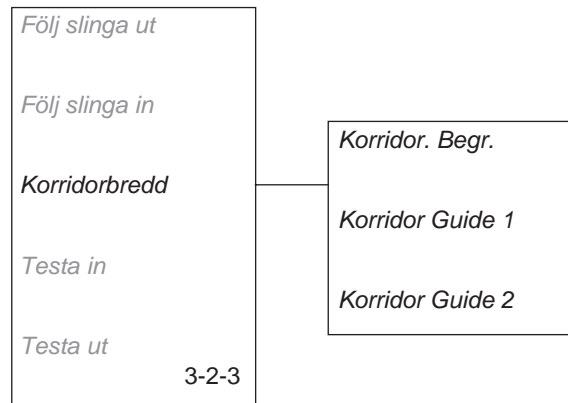 Följ slinga ut
Följ slinga in
Korridorbredd
Testa in
Testa ut
3-2-3
Korridor. Begr.
Korridor Guide 1
Korridor Guide 2